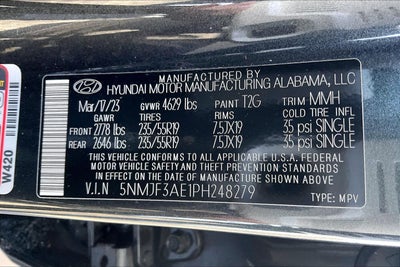 MANUFACTURED BY
HYUNDAI MOTOR MANUFACTURING ALABAMA, LLC
Mar/17/23 GVWR 4629 lbs PAINT T2G TRIM MMH
GAWR TIRES RIMS COLD TIRE INFL
FRONT 2778 lbs 235/55R19 7.5JX19 35 psi SINGLE
REAR 2646 lbs 235/55R19 7.5JX19 35 psi SINGLE
THIS VEHICLE CONFORMS TO ALL APPLICABLE U.S.A. FEDERAL
MOTOR VEHICLE SAFETY AND THEFT PREVENTION STANDARDS
IN EFFECT ON THE DATE OF MANUFACTURE SHOWN ABOVE.
V.I.N 5NMJF3AE1PH248279 TYPE: MPV
W420